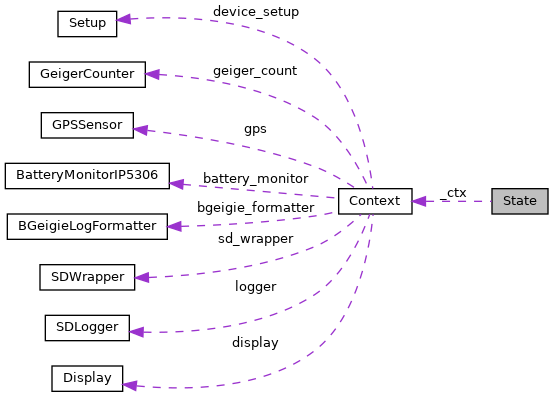 device_setup
Setup
GeigerCounter
geiger_count
GPSSensor
gps
BatteryMonitorIP5306
battery_monitor
Context
_ctx
State
bgeigie_formatter
BGeigieLogFormatter
sd_wrapper
SDWrapper
logger
SDLogger
display
Display